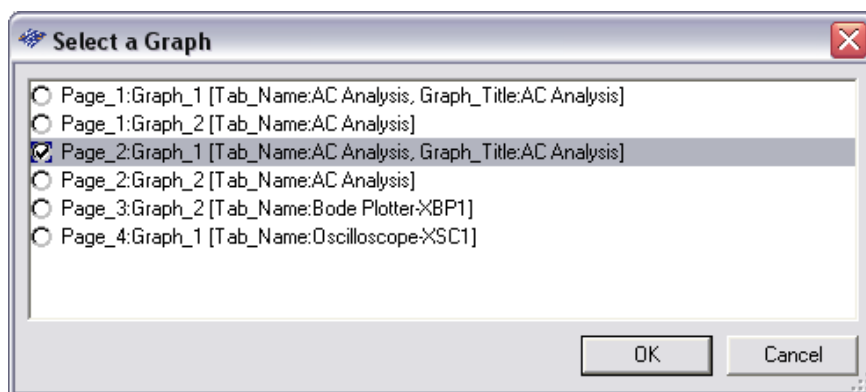 Select a Graph
Page_1:Graph_1 [Tab_Name:AC Analysis, Graph_Title:AC Analysis]
Page_1:Graph_2 [Tab_Name:AC Analysis]
Page_2:Graph_1 [Tab_Name:AC Analysis, Graph_Title:AC Analysis]
Page_2:Graph_2 [Tab_Name:AC Analysis]
Page_3:Graph_2 [Tab_Name:Bode Plotter-XBP1]
Page_4:Graph_1 [Tab_Name:Oscilloscope-XSC1]
OK Cancel